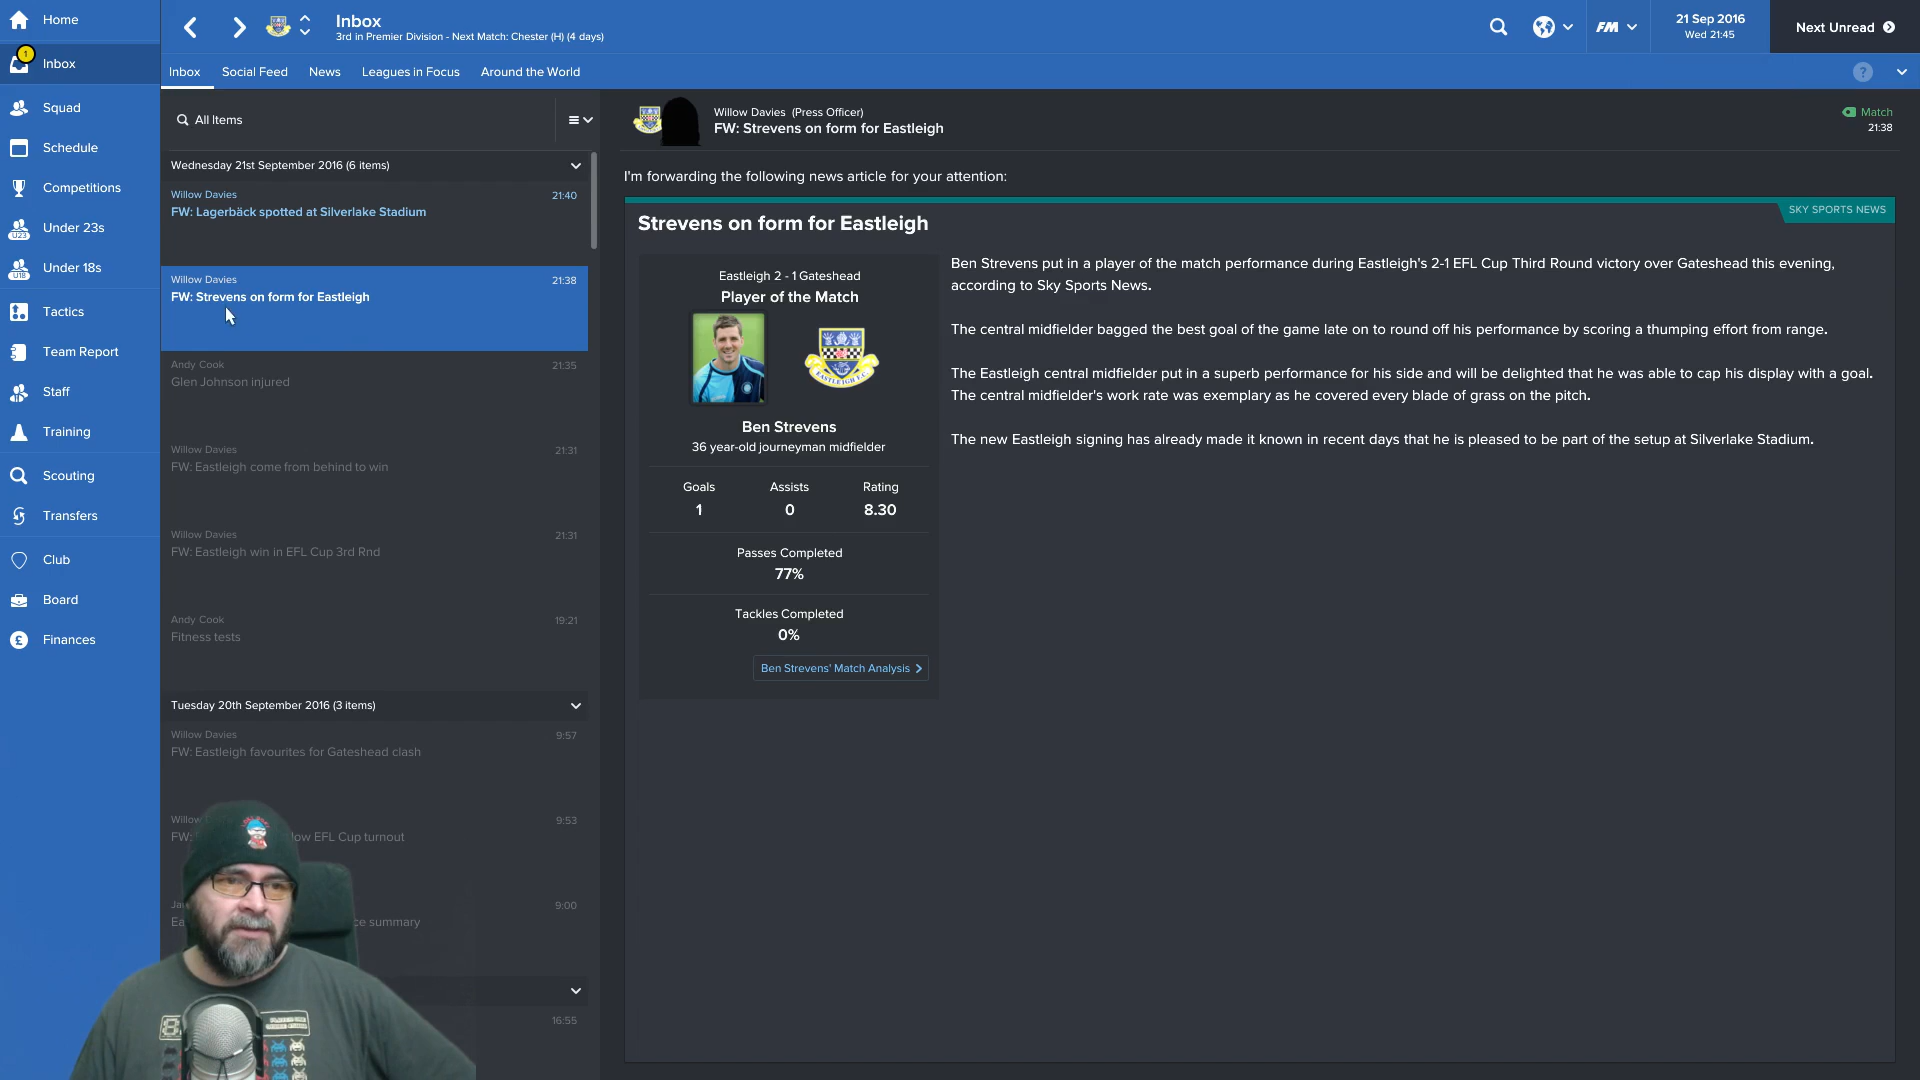 Home
1
Inbox
Squad
Schedule
Competitions
U23
Under 23s
U18
Under 18s
Tactics
Team Report
Staff
Training
Scouting
Transfers
Club
Board
£
Finances
Inbox
3rd in Premier Division - Next Match: Chester (H) (4 days)
FM
21 Sep 2016
Wed 21:45
Next Unread
Inbox
Social Feed
News
Leagues in Focus
Around the World
?
All Items
Wednesday 21st September 2016 (6 items)
Willow Davies
21:40
FW: Lagerbäck spotted at Silverlake Stadium
Willow Davies
21:38
FW: Strevens on form for Eastleigh
Andy Cook
21:35
Glen Johnson injured
Willow Davies
21:31
FW: Eastleigh come from behind to win
Willow Davies
21:31
FW: Eastleigh win in EFL Cup 3rd Rnd
Andy Cook
19:21
Fitness tests
Tuesday 20th September 2016 (3 items)
Willow Davies
9:57
FW: Eastleigh favourites for Gateshead clash
Willow
9:53
FW: low EFL Cup turnout
9:00
ce summary
16:55
Willow Davies (Press Officer)
FW: Strevens on form for Eastleigh
Match
21:38
I'm forwarding the following news article for your attention:
SKY SPORTS NEWS
Strevens on form for Eastleigh
Eastleigh 2 - 1 Gateshead
Player of the Match
EASTLEIGH F.C.
Ben Strevens
36 year-old journeyman midfielder
Goals
Assists
Rating
1
0
8.30
Passes Completed
77%
Tackles Completed
0%
Ben Strevens' Match Analysis
Ben Strevens put in a player of the match performance during Eastleigh's 2-1 EFL Cup Third Round victory over Gateshead this evening,
according to Sky Sports News.
The central midfielder bagged the best goal of the game late on to round off his performance by scoring a thumping effort from range.
The Eastleigh central midfielder put in a superb performance for his side and will be delighted that he was able to cap his display with a goal.
The central midfielder's work rate was exemplary as he covered every blade of grass on the pitch.
The new Eastleigh signing has already made it known in recent days that he is pleased to be part of the setup at Silverlake Stadium.